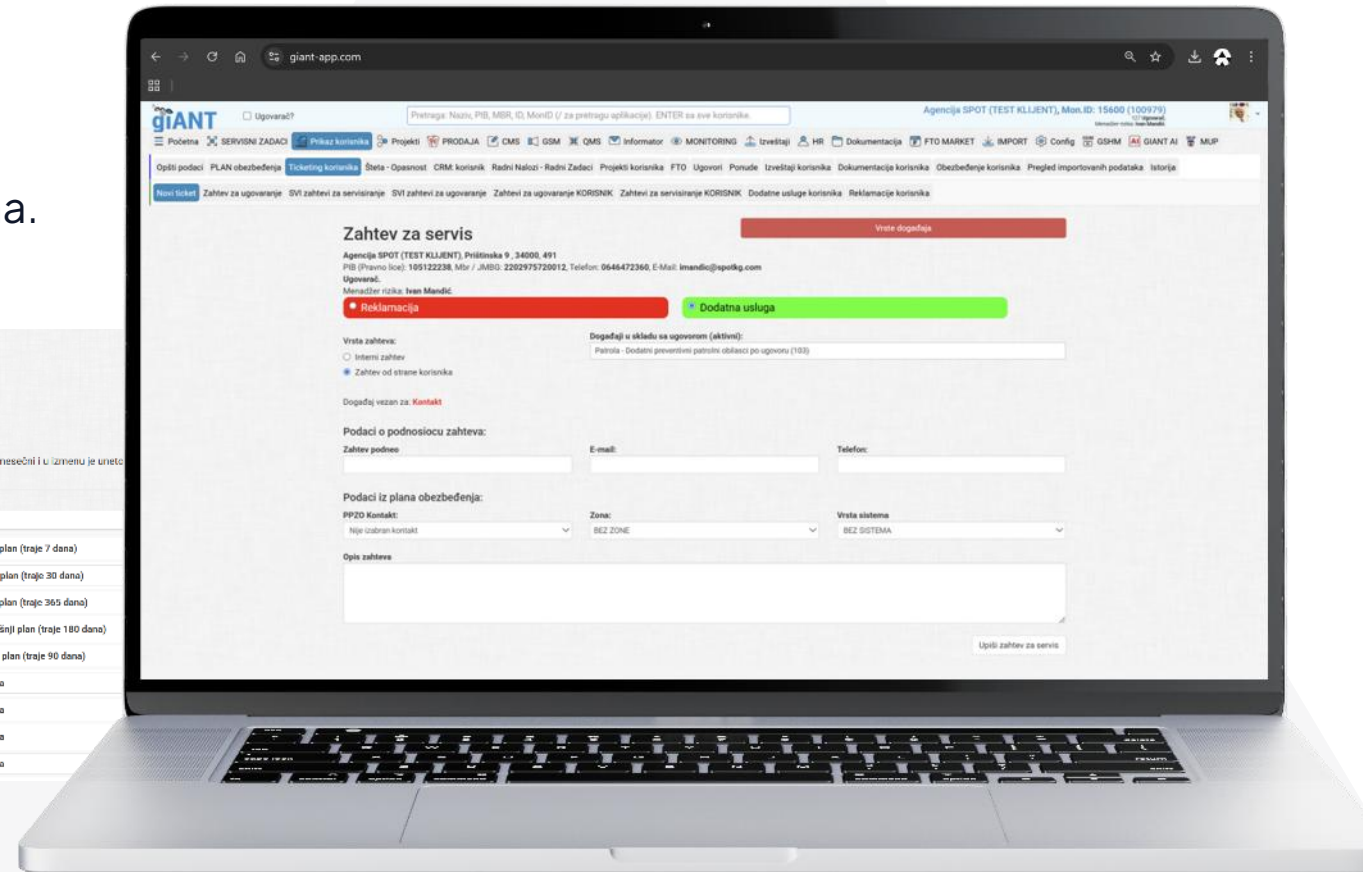 a.
mesečni i u izmenu je uneto
plan (traje 7 dana)
plan (traje 30 dana)
plan (traje 365 dana)
šnji plan (traje 180 dana)
plan (traje 90 dana)
a
a
a
a
giant-app.com
giANT
Ugovarač?
Pretraga: Naziv, PIB, MBR, ID, MonID (/ za pretragu aplikacije). ENTER za sve korisnike.
Agencija SPOT (TEST KLIJENT), Mon.ID: 15600 (100979)
Ugovarač,
Menadžer rizika: Ivan Mandić
Početna SERVISNI ZADACI Prikaz korisnika Projekti PRODAJA CMS GSM QMS Informator MONITORING Izveštaji HR Dokumentacija FTO MARKET IMPORT Config GSHM AI GIANT AI MUP
Opšti podaci PLAN obezbeđenja Ticketing korisnika Šteta - Opasnost CRM: korisnik Radni Nalozi - Radni Zadaci Projekti korisnika FTO Ugovori Ponude Izveštaji korisnika Dokumentacija korisnika Obezbeđenje korisnika Pregled importovanih podataka Istorija
Novi ticket Zahtev za ugovaranje SVI zahtevi za servisiranje SVI zahtevi za ugovaranje Zahtevi za ugovaranje KORISNIK Zahtevi za servisiranje KORISNIK Dodatne usluge korisnika Reklamacije korisnika
Zahtev za servis
Vrste događaja
Agencija SPOT (TEST KLIJENT), Prištinska 9 , 34000, 491
PIB (Pravno lice): 105122238, Mbr / JMBG: 2202975720012, Telefon: 0646472360, E-Mail: imandic@spotkg.com
Ugovarač.
Menadžer rizika: Ivan Mandić.
Reklamacija
Dodatna usluga
Vrsta zahteva:
Događaji u skladu sa ugovorom (aktivni):
Interni zahtev
Patrola - Dodatni preventivni patrolni obilasci po ugovoru (103)
Zahtev od strane korisnika
Događaj vezan za: Kontakt
Podaci o podnosiocu zahteva:
Zahtev podneo
E-mail:
Telefon:
Podaci iz plana obezbeđenja:
PPZO Kontakt:
Zona:
Vrsta sistema
Nije izabran kontakt
BEZ ZONE
BEZ SISTEMA
Opis zahteva
Upiši zahtev za servis